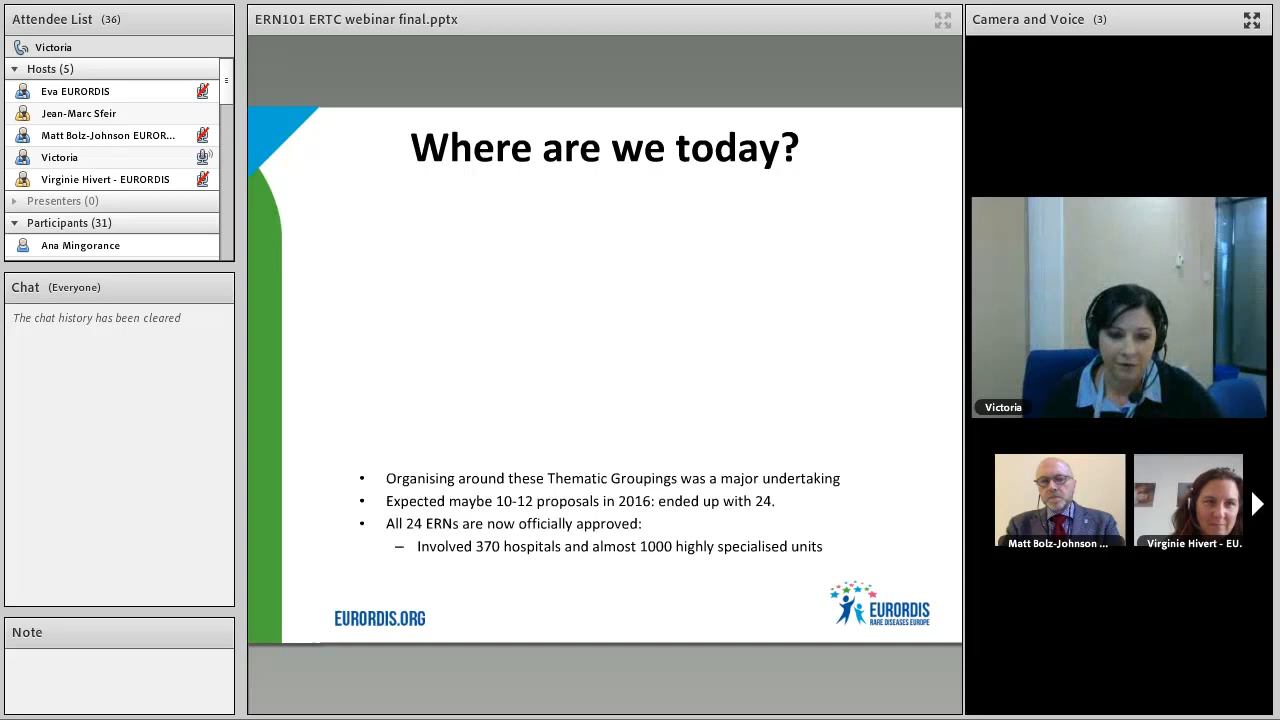 Attendee List (36)
Victoria
Hosts (5)
Eva EURORDIS
Jean-Marc Sfeir
Matt Bolz-Johnson EUROR...
Victoria
Virginie Hivert - EURORDIS
Presenters (0)
Participants (31)
Ana Mingorance
Chat (Everyone)
The chat history has been cleared
Note
ERN101 ERTC webinar final.pptx
Where are we today?
• Organising around these Thematic Groupings was a major undertaking
• Expected maybe 10-12 proposals in 2016: ended up with 24.
• All 24 ERNs are now officially approved:
– Involved 370 hospitals and almost 1000 highly specialised units
EURORDIS.ORG
EURORDIS
RARE DISEASES EUROPE
Camera and Voice (3)
Victoria
Matt Bolz-Johnson ...
Virginie Hivert - EU.